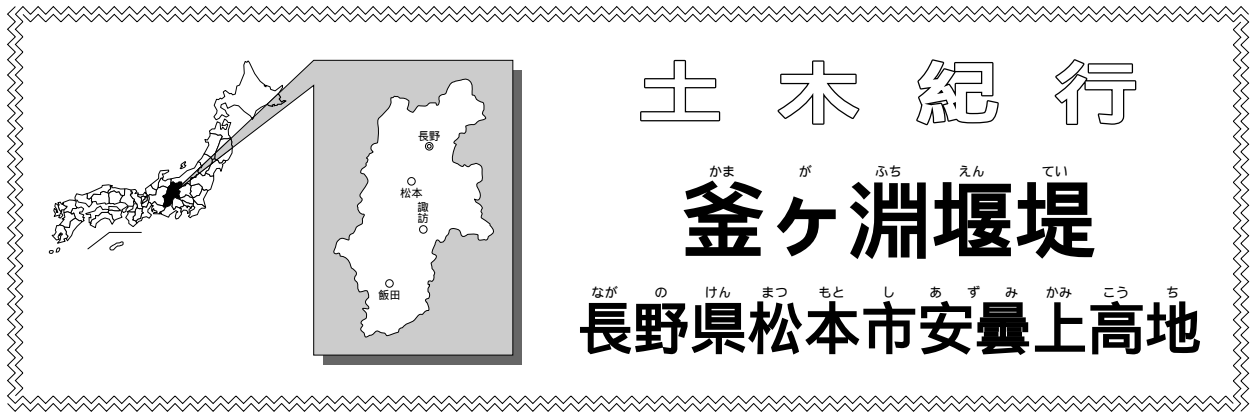 長野
松本
諏訪
飯田
土木紀行
かま が ふち えん てい
釜ヶ淵堰堤
なが の けん まつ もと し あ ず み かみ こう ち
長野県松本市安曇上高地